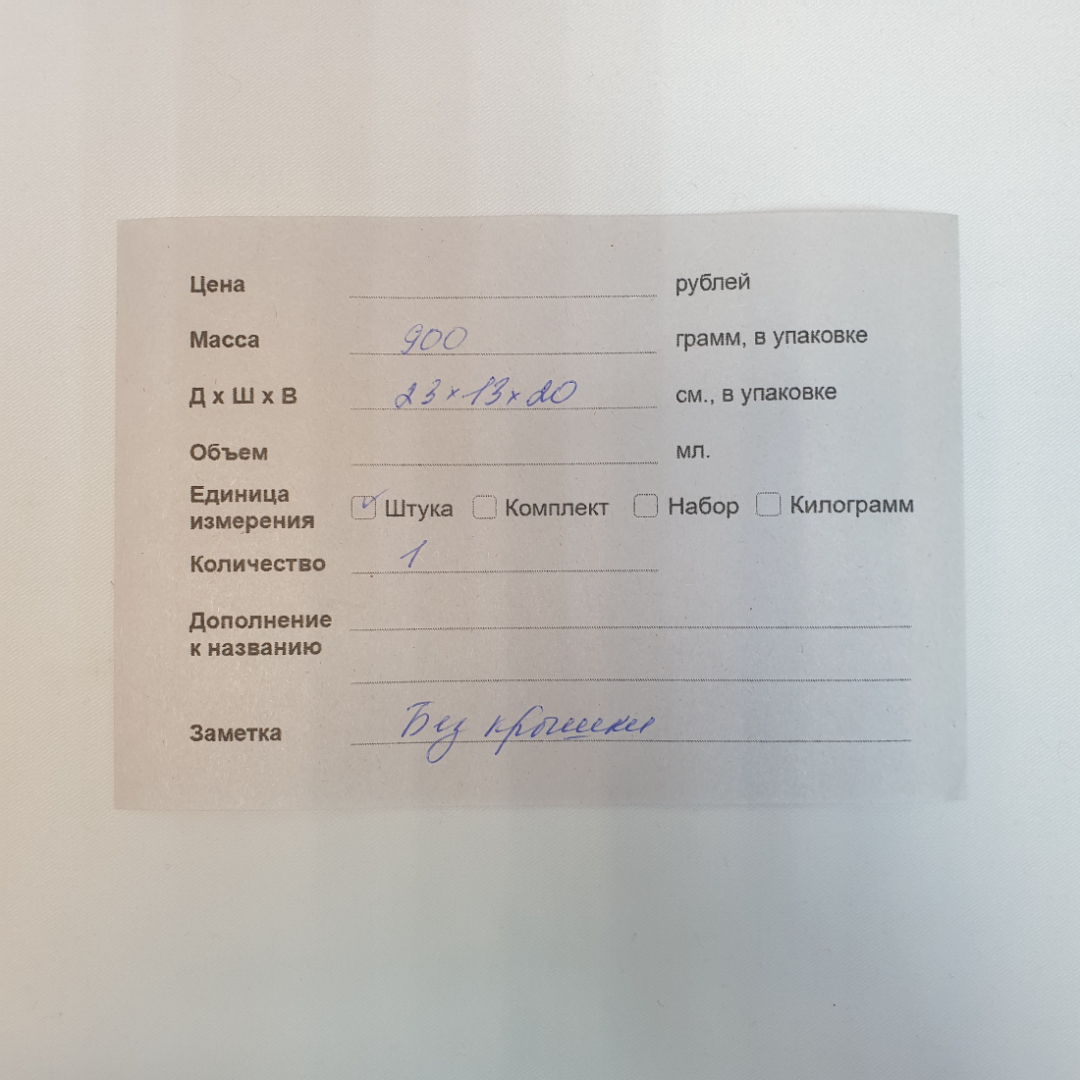 Цена рублей
Масса 900 грамм, в упаковке
Д х Ш х В 23×13×20 см., в упаковке
Объем мл.
Единица
измерения Штука Комплект Набор Килограмм
Количество 1
Дополнение
к названию
Заметка Без крышки